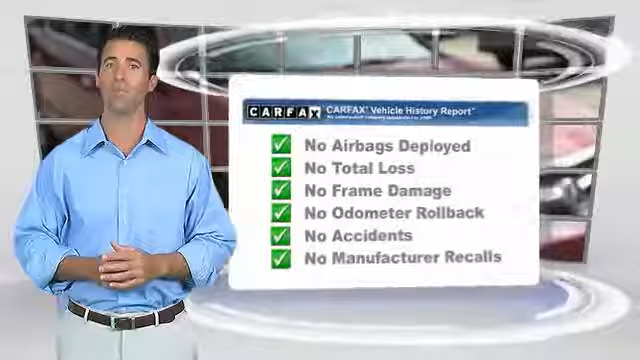 CARFAX CARFAX® Vehicle History Report™
No Airbags Deployed
No Total Loss
No Frame Damage
No Odometer Rollback
No Accidents
No Manufacturer Recalls